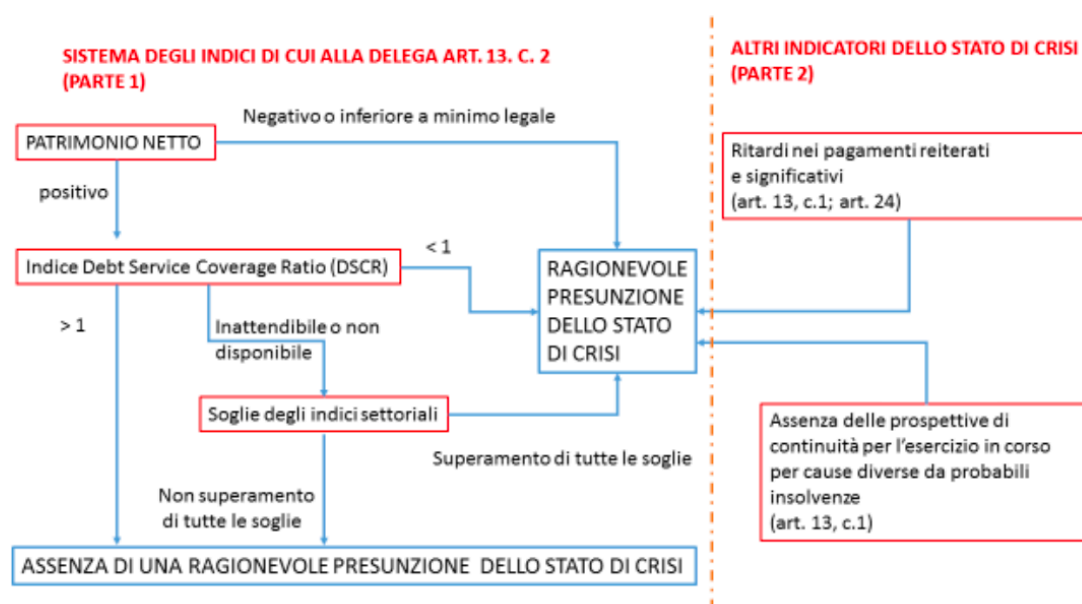 SISTEMA DEGLI INDICI DI CUI ALLA DELEGA ART. 13. C. 2
(PARTE 1)
ALTRI INDICATORI DELLO STATO DI CRISI
(PARTE 2)
Negativo o inferiore a minimo legale
PATRIMONIO NETTO
positivo
Ritardi nei pagamenti reiterati
e significativi
(art. 13, c.1; art. 24)
< 1
Indice Debt Service Coverage Ratio (DSCR)
RAGIONEVOLE
PRESUNZIONE
DELLO STATO
DI CRISI
> 1
Inattendibile o non
disponibile
Soglie degli indici settoriali
Superamento di tutte le soglie
Assenza delle prospettive di
continuità per l'esercizio in corso
per cause diverse da probabili
insolvenze
(art. 13, c.1)
Non superamento
di tutte le soglie
ASSENZA DI UNA RAGIONEVOLE PRESUNZIONE DELLO STATO DI CRISI